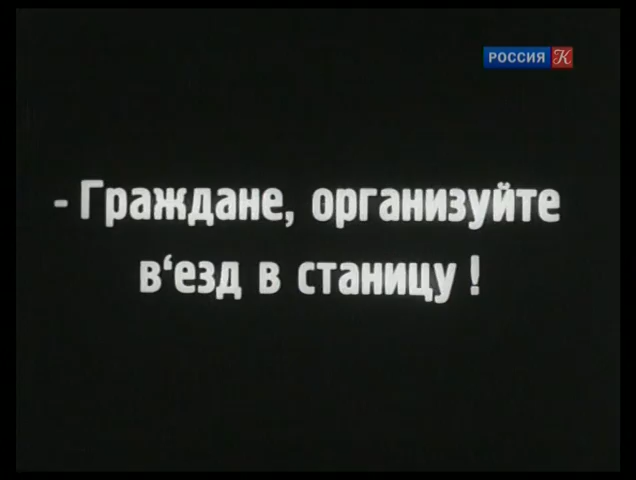 РОССИЯ К
- Граждане, организуйте
в‘езд в станицу !